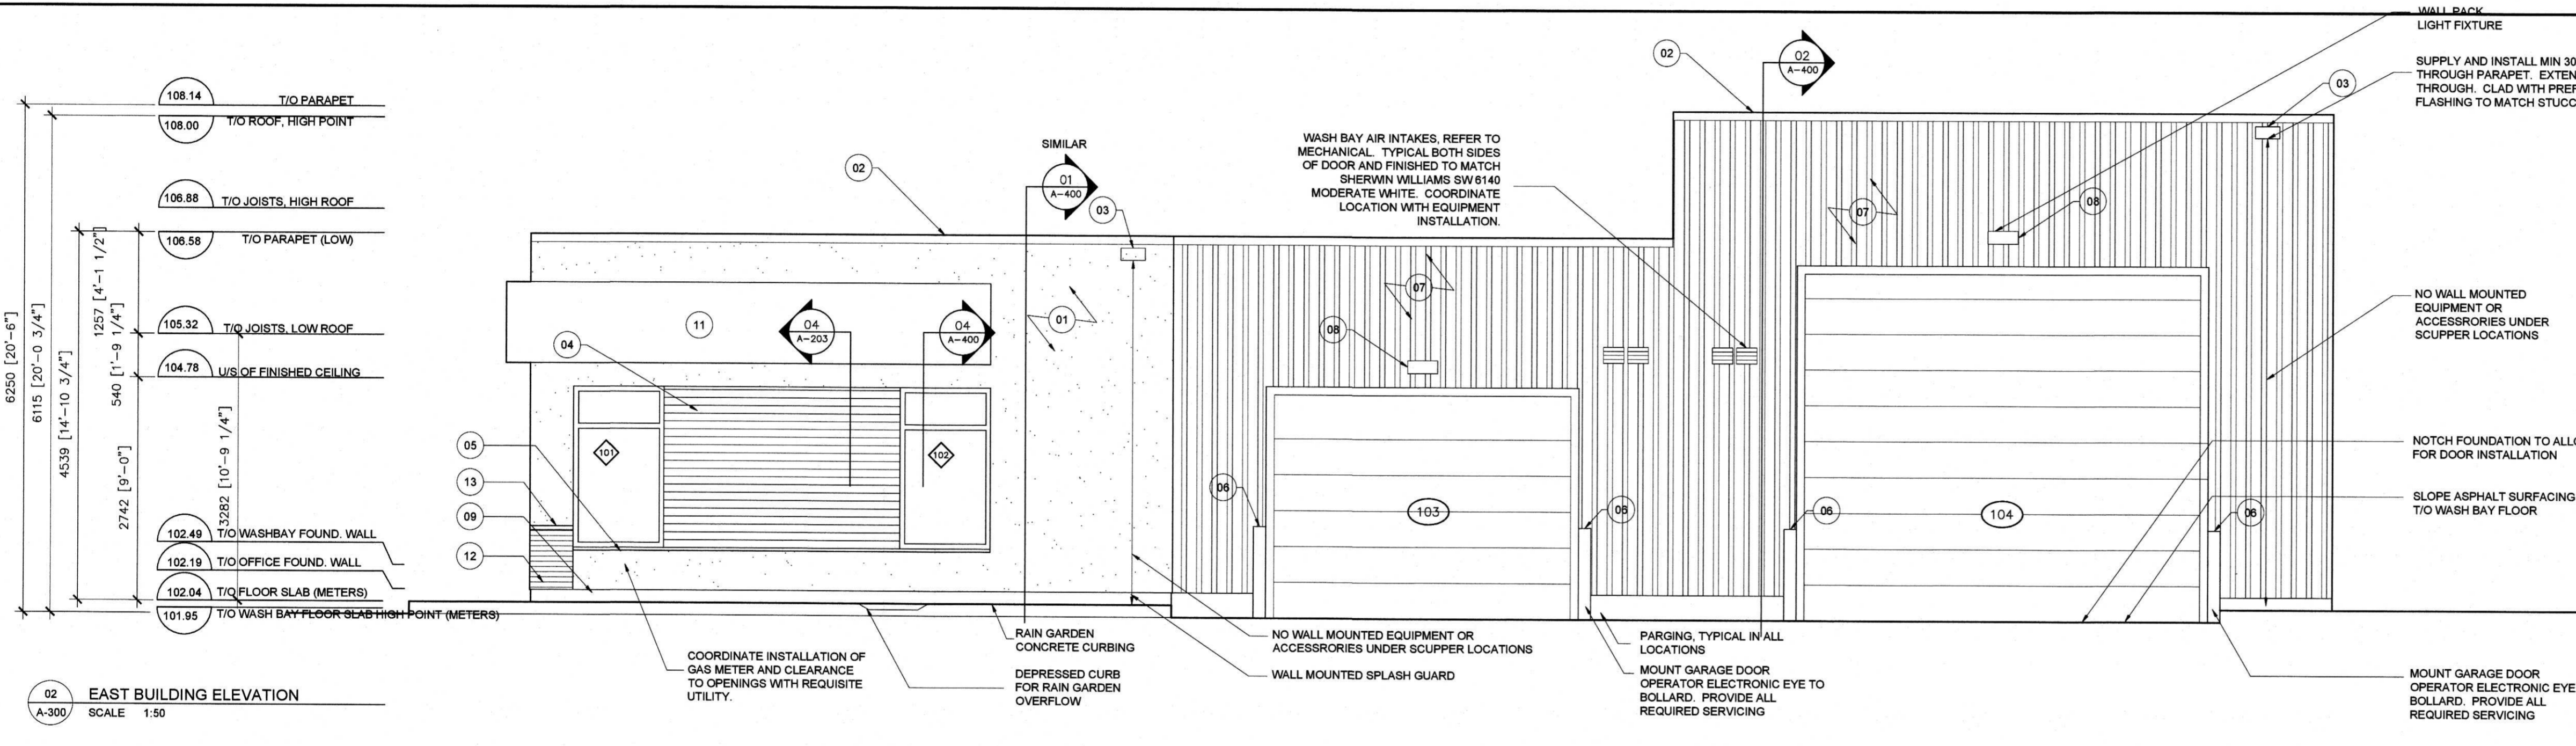 108.14 T/O PARAPET
108.00 T/O ROOF, HIGH POINT
106.88 T/O JOISTS, HIGH ROOF
106.58 T/O PARAPET (LOW)
105.32 T/O JOISTS, LOW ROOF
104.78 U/S OF FINISHED CEILING
102.49 T/O WASHBAY FOUND. WALL
102.19 T/O OFFICE FOUND. WALL
102.04 T/O FLOOR SLAB (METERS)
101.95 T/O WASH BAY FLOOR SLAB HIGH POINT (METERS)
6250 [20'-6"]
6115 [20'-0 3/4"]
4539 [14'-10 3/4"]
1257 [4'-1 1/2"]
540 [1'-9 1/4"]
2742 [9'-0"]
3282 [10'-9 1/4"]
02
A-300
EAST BUILDING ELEVATION
SCALE 1:50
04
05
13
09
12
11
101
102
04
A-203
04
A-400
02
SIMILAR
01
A-400
03
01
COORDINATE INSTALLATION OF
GAS METER AND CLEARANCE
TO OPENINGS WITH REQUISITE
UTILITY.
RAIN GARDEN
CONCRETE CURBING
DEPRESSED CURB
FOR RAIN GARDEN
OVERFLOW
NO WALL MOUNTED EQUIPMENT OR
ACCESSRORIES UNDER SCUPPER LOCATIONS
WALL MOUNTED SPLASH GUARD
WASH BAY AIR INTAKES, REFER TO
MECHANICAL. TYPICAL BOTH SIDES
OF DOOR AND FINISHED TO MATCH
SHERWIN WILLIAMS SW 6140
MODERATE WHITE. COORDINATE
LOCATION WITH EQUIPMENT
INSTALLATION.
07
08
06
103
06
PARGING, TYPICAL IN ALL
LOCATIONS
MOUNT GARAGE DOOR
OPERATOR ELECTRONIC EYE TO
BOLLARD. PROVIDE ALL
REQUIRED SERVICING
02
02
A-400
07
08
03
06
104
06
WALL PACK
LIGHT FIXTURE
SUPPLY AND INSTALL MIN 30
THROUGH PARAPET. EXTEN
THROUGH. CLAD WITH PREF
FLASHING TO MATCH STUCC
NO WALL MOUNTED
EQUIPMENT OR
ACCESSRORIES UNDER
SCUPPER LOCATIONS
NOTCH FOUNDATION TO ALLO
FOR DOOR INSTALLATION
SLOPE ASPHALT SURFACING
T/O WASH BAY FLOOR
MOUNT GARAGE DOOR
OPERATOR ELECTRONIC EYE
BOLLARD. PROVIDE ALL
REQUIRED SERVICING